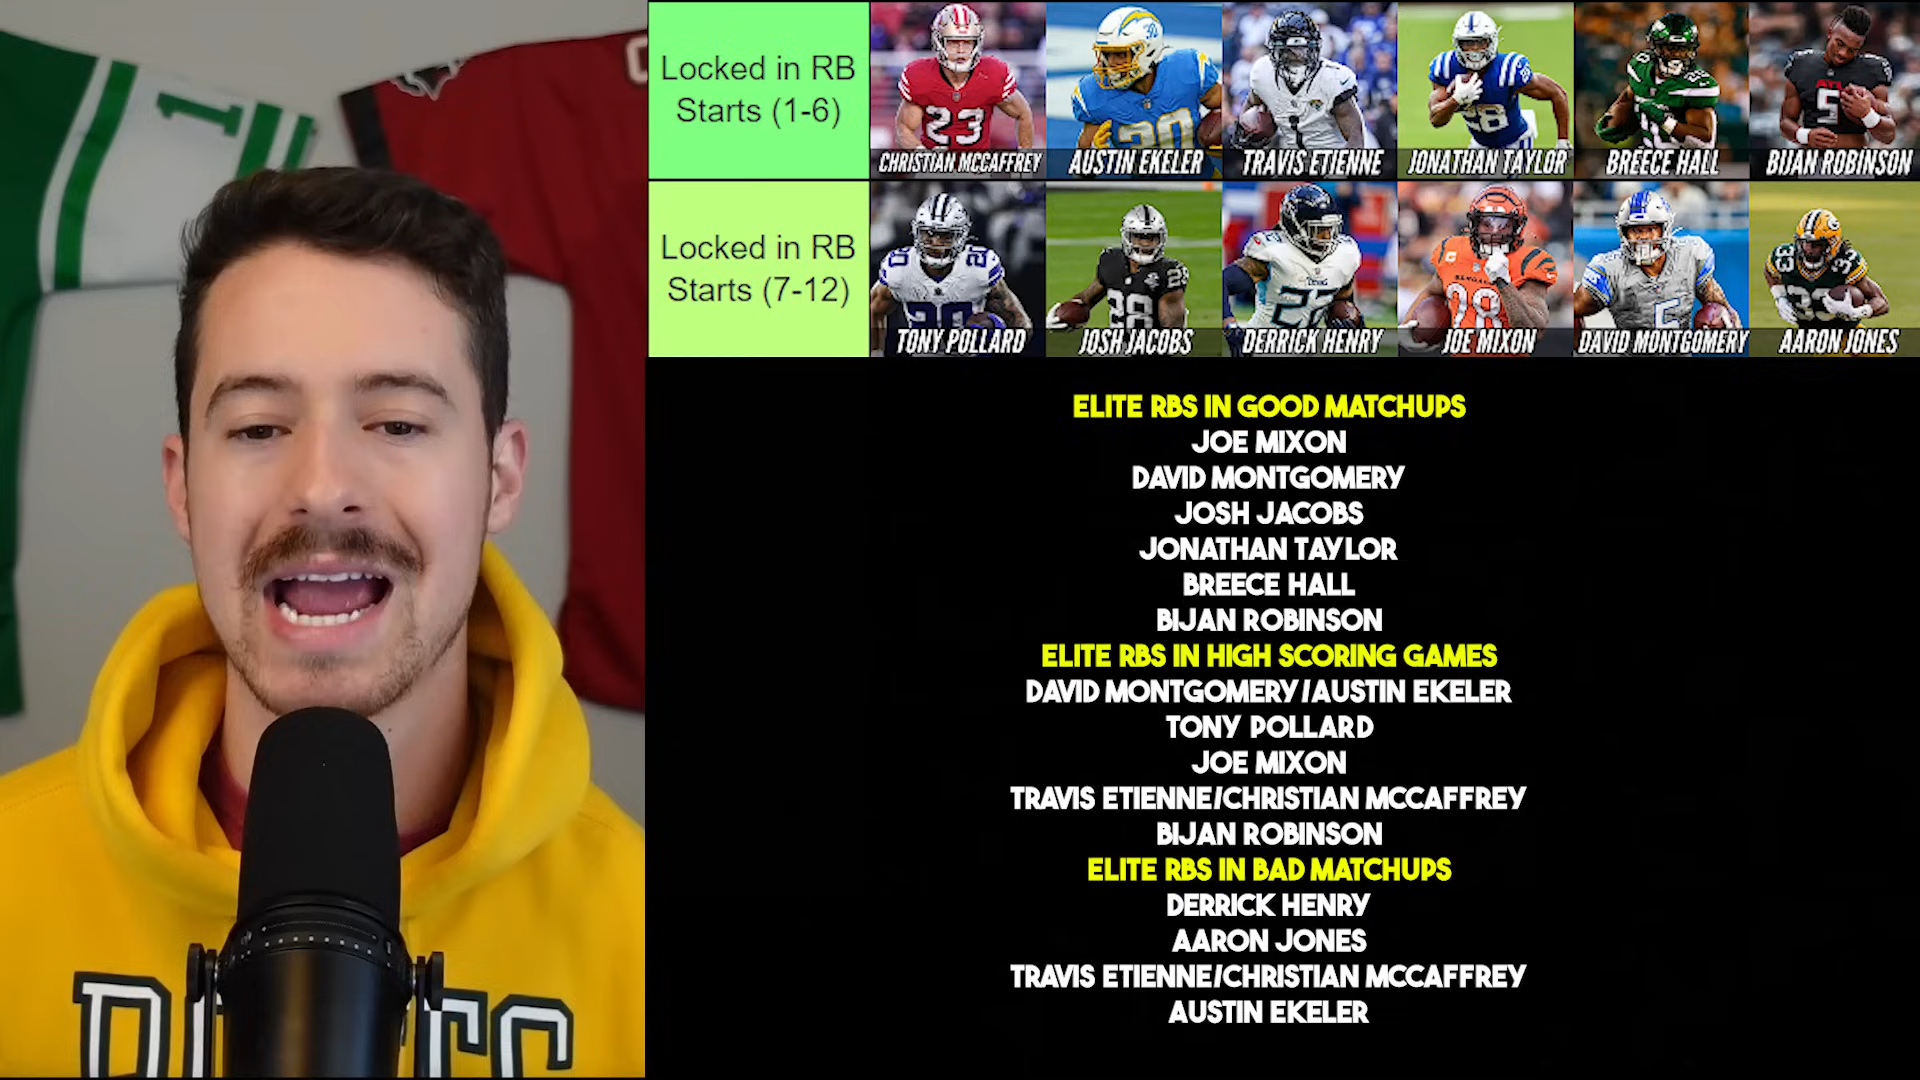 Locked in RB
Starts (1-6)
CHRISTIAN MCCAFFREY
AUSTIN EKELER
TRAVIS ETIENNE
JONATHAN TAYLOR
BREECE HALL
BIJAN ROBINSON
Locked in RB
Starts (7-12)
TONY POLLARD
JOSH JACOBS
DERRICK HENRY
JOE MIXON
DAVID MONTGOMERY
AARON JONES
ELITE RBS IN GOOD MATCHUPS
JOE MIXON
DAVID MONTGOMERY
JOSH JACOBS
JONATHAN TAYLOR
BREECE HALL
BIJAN ROBINSON
ELITE RBS IN HIGH SCORING GAMES
DAVID MONTGOMERY/AUSTIN EKELER
TONY POLLARD
JOE MIXON
TRAVIS ETIENNE/CHRISTIAN MCCAFFREY
BIJAN ROBINSON
ELITE RBS IN BAD MATCHUPS
DERRICK HENRY
AARON JONES
TRAVIS ETIENNE/CHRISTIAN MCCAFFREY
AUSTIN EKELER